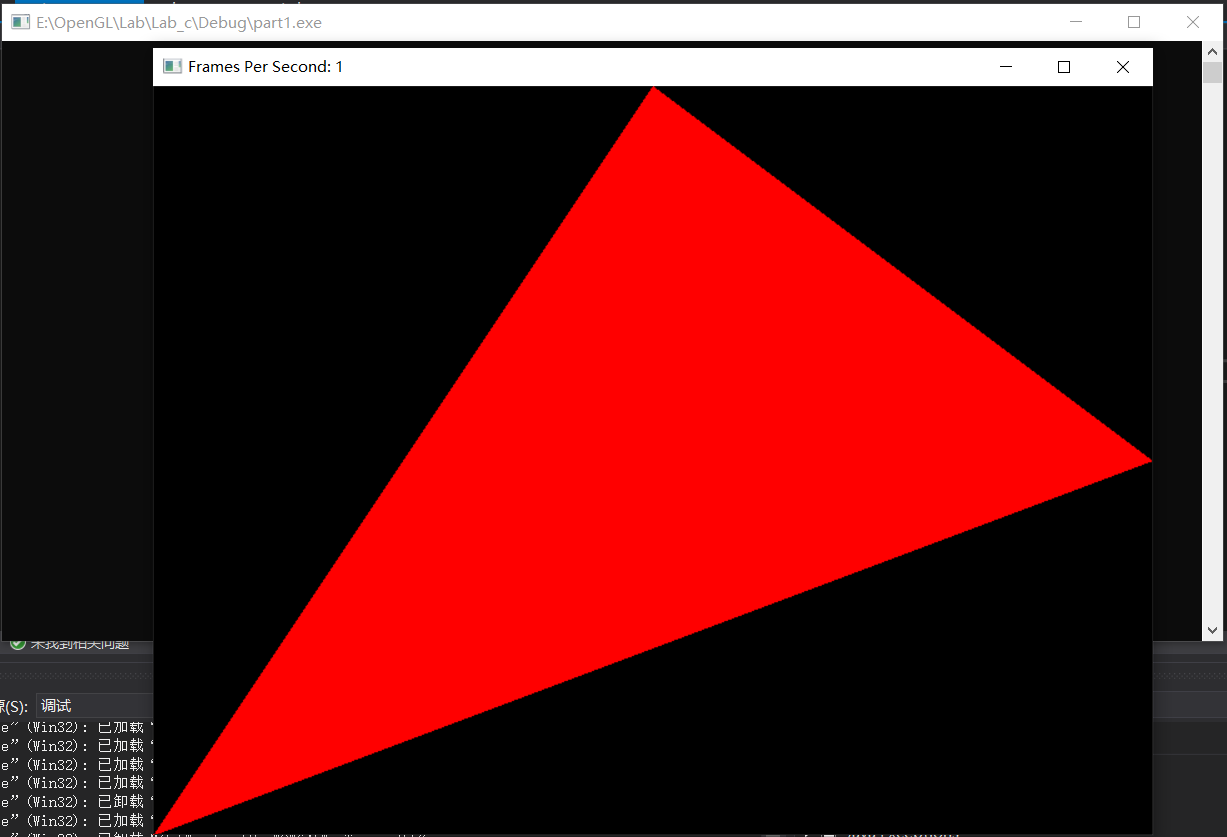 E:\OpenGL\Lab\Lab_c\Debug\part1.exe
Frames Per Second: 1
未找到相关问题
源(S): 调试
e” (Win32): 已加载 “
e” (Win32): 已加载 “
e” (Win32): 已加载 “
e” (Win32): 已加载 “
e” (Win32): 已卸载 “
e” (Win32): 已加载 “